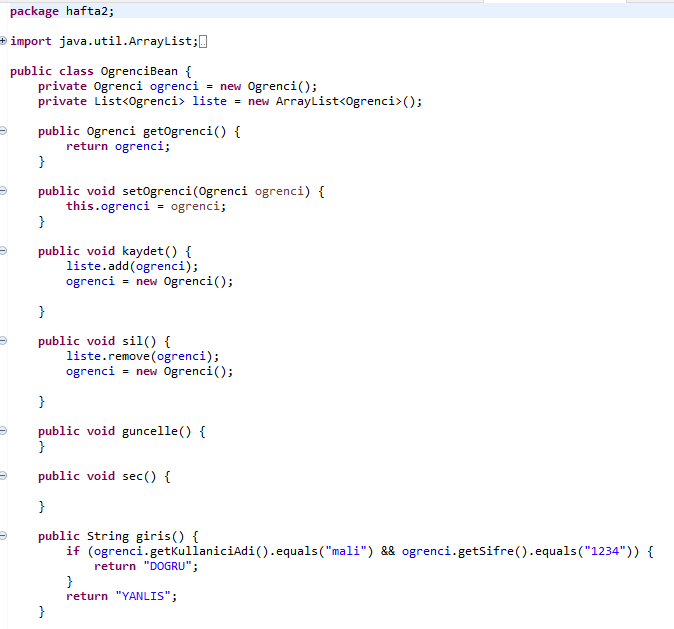 package hafta2;
import java.util.ArrayList;
public class OgrenciBean {
private Ogrenci ogrenci = new Ogrenci();
private List<Ogrenci> liste = new ArrayList<Ogrenci>();
public Ogrenci getOgrenci() {
return ogrenci;
}
public void setOgrenci(Ogrenci ogrenci) {
this.ogrenci = ogrenci;
}
public void kaydet() {
liste.add(ogrenci);
ogrenci = new Ogrenci();
}
public void sil() {
liste.remove(ogrenci);
ogrenci = new Ogrenci();
}
public void guncelle() {
}
public void sec() {
}
public String giris() {
if (ogrenci.getKullaniciAdi().equals("mali") && ogrenci.getSifre().equals("1234")) {
return "DOGRU";
}
return "YANLIS";
}